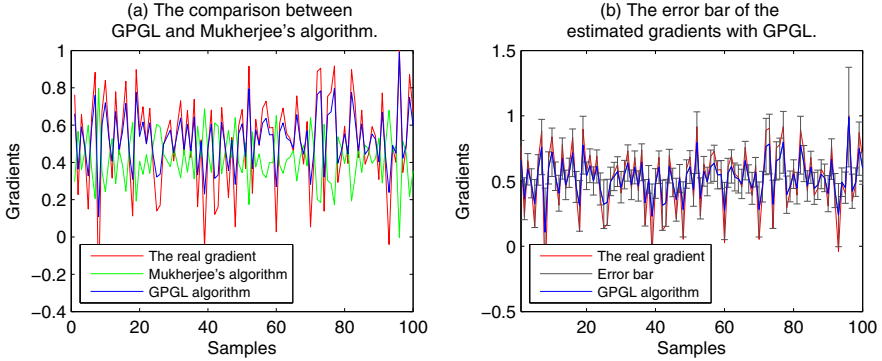 (a) The comparison between
GPGL and Mukherjee's algorithm.
1
0.8
0.6
0.4
0.2
0
−0.2
−0.4
Gradients
The real gradient
Mukherjee's algorithm
GPGL algorithm
0 20 40 60 80 100
Samples
(b) The error bar of the
estimated gradients with GPGL.
1.5
1
0.5
0
−0.5
Gradients
The real gradient
Error bar
GPGL algorithm
20 40 60 80 100
Samples